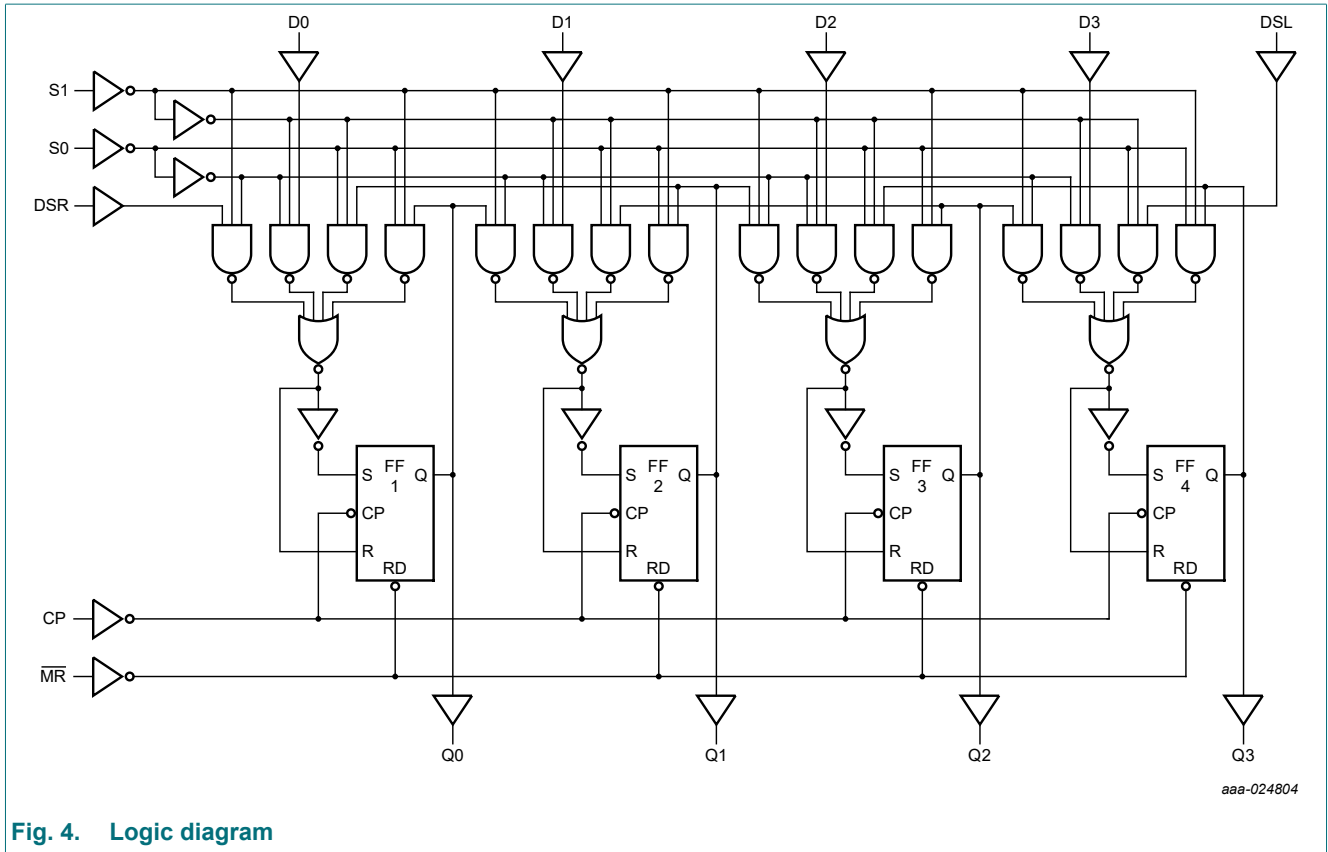 D0 D1 D2 D3 DSL
S1
S0
DSR
S FF 1 Q S FF 2 Q S FF 3 Q S FF 4 Q
CP CP CP CP
R R R R
RD RD RD RD
CP
M̅R̅
Q0 Q1 Q2 Q3
aaa-024804
Fig. 4. Logic diagram